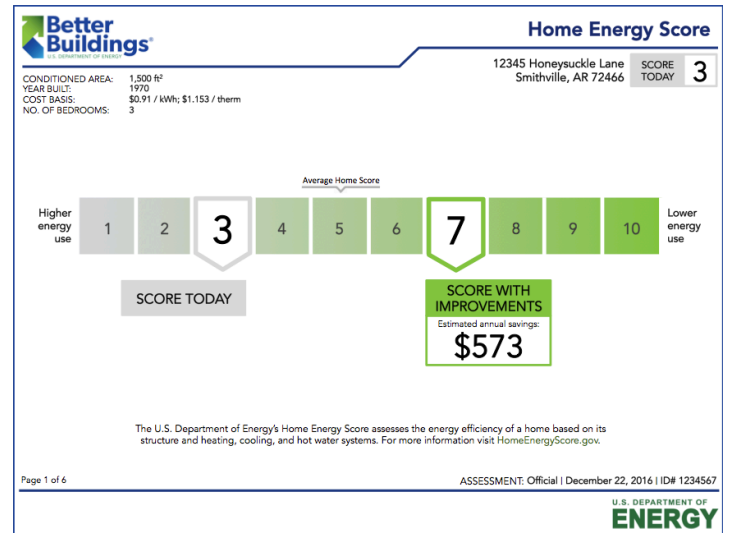 Better
Buildings®
U.S. DEPARTMENT OF ENERGY
Home Energy Score
12345 Honeysuckle Lane
Smithville, AR 72466
SCORE
TODAY
3
CONDITIONED AREA: 1,500 ft²
YEAR BUILT: 1970
COST BASIS: $0.91 / kWh; $1.153 / therm
NO. OF BEDROOMS: 3
Average Home Score
Higher
energy
use
1 2 3 4 5 6 7 8 9 10
Lower
energy
use
SCORE TODAY
SCORE WITH
IMPROVEMENTS
Estimated annual savings:
$573
The U.S. Department of Energy's Home Energy Score assesses the energy efficiency of a home based on its
structure and heating, cooling, and hot water systems. For more information visit HomeEnergyScore.gov.
Page 1 of 6
ASSESSMENT: Official | December 22, 2016 | ID# 1234567
U.S. DEPARTMENT OF
ENERGY